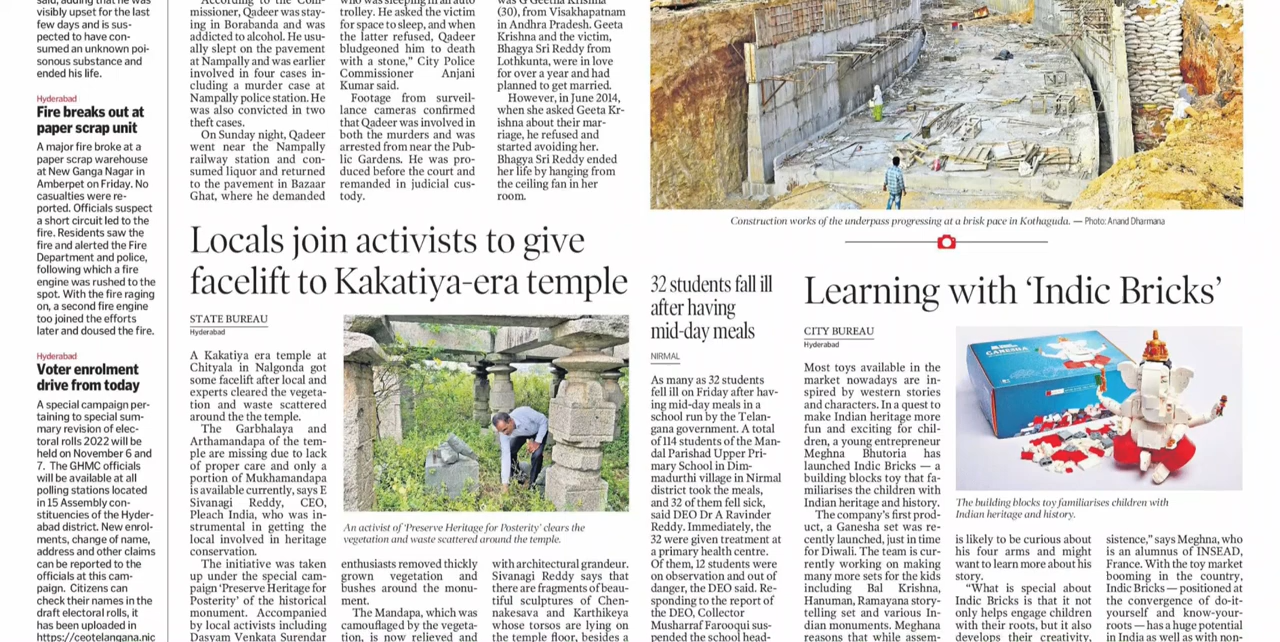 said, adding that he was
visibly upset for the last
few days and is sus-
pected to have con-
sumed an unknown poi-
sonous substance and
ended his life.
Hyderabad
Fire breaks out at
paper scrap unit
A major fire broke at a
paper scrap warehouse
at New Ganga Nagar in
Amberpet on Friday. No
casualties were re-
ported. Officials suspect
a short circuit led to the
fire. Residents saw the
fire and alerted the Fire
Department and police,
following which a fire
engine was rushed to the
spot. With the fire raging
on, a second fire engine
too joined the efforts
later and doused the fire.
Hyderabad
Voter enrolment
drive from today
A special campaign per-
taining to special sum-
mary revision of elec-
toral rolls 2022 will be
held on November 6 and
7. The GHMC officials
will be available at all
polling stations located
in 15 Assembly con-
stituencies of the Hyder-
abad district. New enrol-
ments, change of name,
address and other claims
can be reported to the
officials at this cam-
paign. Citizens can
check their names in the
draft electoral rolls, it
has been uploaded in
https://ceotelangana.nic
According to the Com-
missioner, Qadeer was stay-
ing in Borabanda and was
addicted to alcohol. He usu-
ally slept on the pavement
at Nampally and was earlier
involved in four cases in-
cluding a murder case at
Nampally police station. He
was also convicted in two
theft cases.
On Sunday night, Qadeer
went near the Nampally
railway station and con-
sumed liquor and returned
to the pavement in Bazaar
Ghat, where he demanded
who was sleeping in an auto
trolley. He asked the victim
for space to sleep, and when
the latter refused, Qadeer
bludgeoned him to death
with a stone,” City Police
Commissioner Anjani
Kumar said.
Footage from surveil-
lance cameras confirmed
that Qadeer was involved in
both the murders and was
arrested from near the Pub-
lic Gardens. He was pro-
duced before the court and
remanded in judicial cus-
tody.
was G Geetha Krishna
(30), from Visakhapatnam
in Andhra Pradesh. Geeta
Krishna and the victim,
Bhagya Sri Reddy from
Lothkunta, were in love
for over a year and had
planned to get married.
However, in June 2014,
when she asked Geeta Kr-
ishna about their mar-
riage, he refused and
started avoiding her.
Bhagya Sri Reddy ended
her life by hanging from
the ceiling fan in her
room.
Construction works of the underpass progressing at a brisk pace in Kothaguda. — Photo: Anand Dharmana
Locals join activists to give
facelift to Kakatiya-era temple
STATE BUREAU
Hyderabad
A Kakatiya era temple at
Chityala in Nalgonda got
some facelift after local and
experts cleared the vegeta-
tion and waste scattered
around the the temple.
The Garbhalaya and
Arthamandapa of the tem-
ple are missing due to lack
of proper care and only a
portion of Mukhamandapa
is available currently, says E
Sivanagi Reddy, CEO,
Pleach India, who was in-
strumental in getting the
local involved in heritage
conservation.
The initiative was taken
up under the special cam-
paign ‘Preserve Heritage for
Posterity’ of the historical
monument. Accompanied
by local activists including
Dasyam Venkata Surendar
An activist of ‘Preserve Heritage for Posterity’ clears the
vegetation and waste scattered around the temple.
enthusiasts removed thickly
grown vegetation and
bushes around the monu-
ment.
The Mandapa, which was
camouflaged by the vegeta-
tion, is now relieved and
with architectural grandeur.
Sivanagi Reddy says that
there are fragments of beau-
tiful sculptures of Chen-
nakesava and Karthikeya
whose torsos are lying on
the temple floor, besides a
32 students fall ill
after having
mid-day meals
NIRMAL
As many as 32 students
fell ill on Friday after hav-
ing mid-day meals in a
school run by the Telan-
gana government. A total
of 114 students of the Man-
dal Parishad Upper Pri-
mary School in Dim-
madurthi village in Nirmal
district took the meals,
and 32 of them fell sick,
said DEO Dr A Ravinder
Reddy. Immediately, the
32 were given treatment at
a primary health centre.
Of them, 12 students were
on observation and out of
danger, the DEO said. Re-
sponding to the report of
the DEO, Collector
Musharraf Farooqui sus-
pended the school head-
Learning with ‘Indic Bricks’
CITY BUREAU
Hyderabad
Most toys available in the
market nowadays are in-
spired by western stories
and characters. In a quest to
make Indian heritage more
fun and exciting for chil-
dren, a young entrepreneur
Meghna Bhutoria has
launched Indic Bricks — a
building blocks toy that fa-
miliarises the children with
Indian heritage and history.
The company’s first prod-
uct, a Ganesha set was re-
cently launched, just in time
for Diwali. The team is cur-
rently working on making
many more sets for the kids
including Bal Krishna,
Hanuman, Ramayana story-
telling set and various In-
dian monuments. Meghana
reasons that while assem-
GANESHA
The building blocks toy familiarises children with
Indian heritage and history.
is likely to be curious about
his four arms and might
want to learn more about his
story.
“What is special about
Indic Bricks is that it not
only helps engage children
with their roots, but it also
develops their creativity,
sistence,” says Meghna, who
is an alumnus of INSEAD,
France. With the toy market
booming in the country,
Indic Bricks — positioned at
the convergence of do-it-
yourself and know-your-
roots — has a huge potential
in India as well as with non-